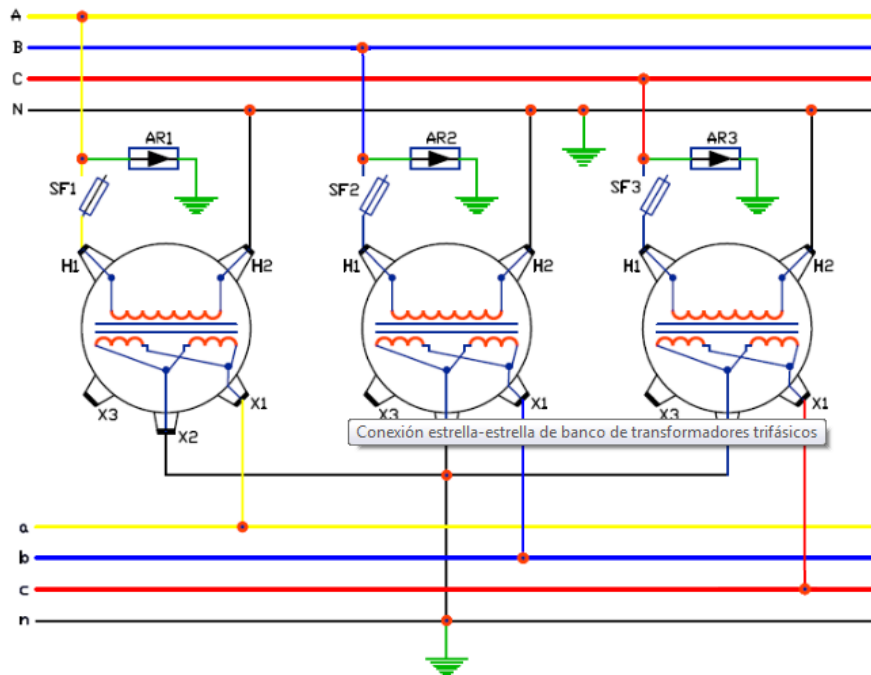 A
B
C
N
AR1
AR2
AR3
SF1
SF2
SF3
H1
H2
H1
H2
H1
H2
X3
X1
X3
X1
X3
X1
X2
Conexión estrella-estrella de banco de transformadores trifásicos
a
b
c
n